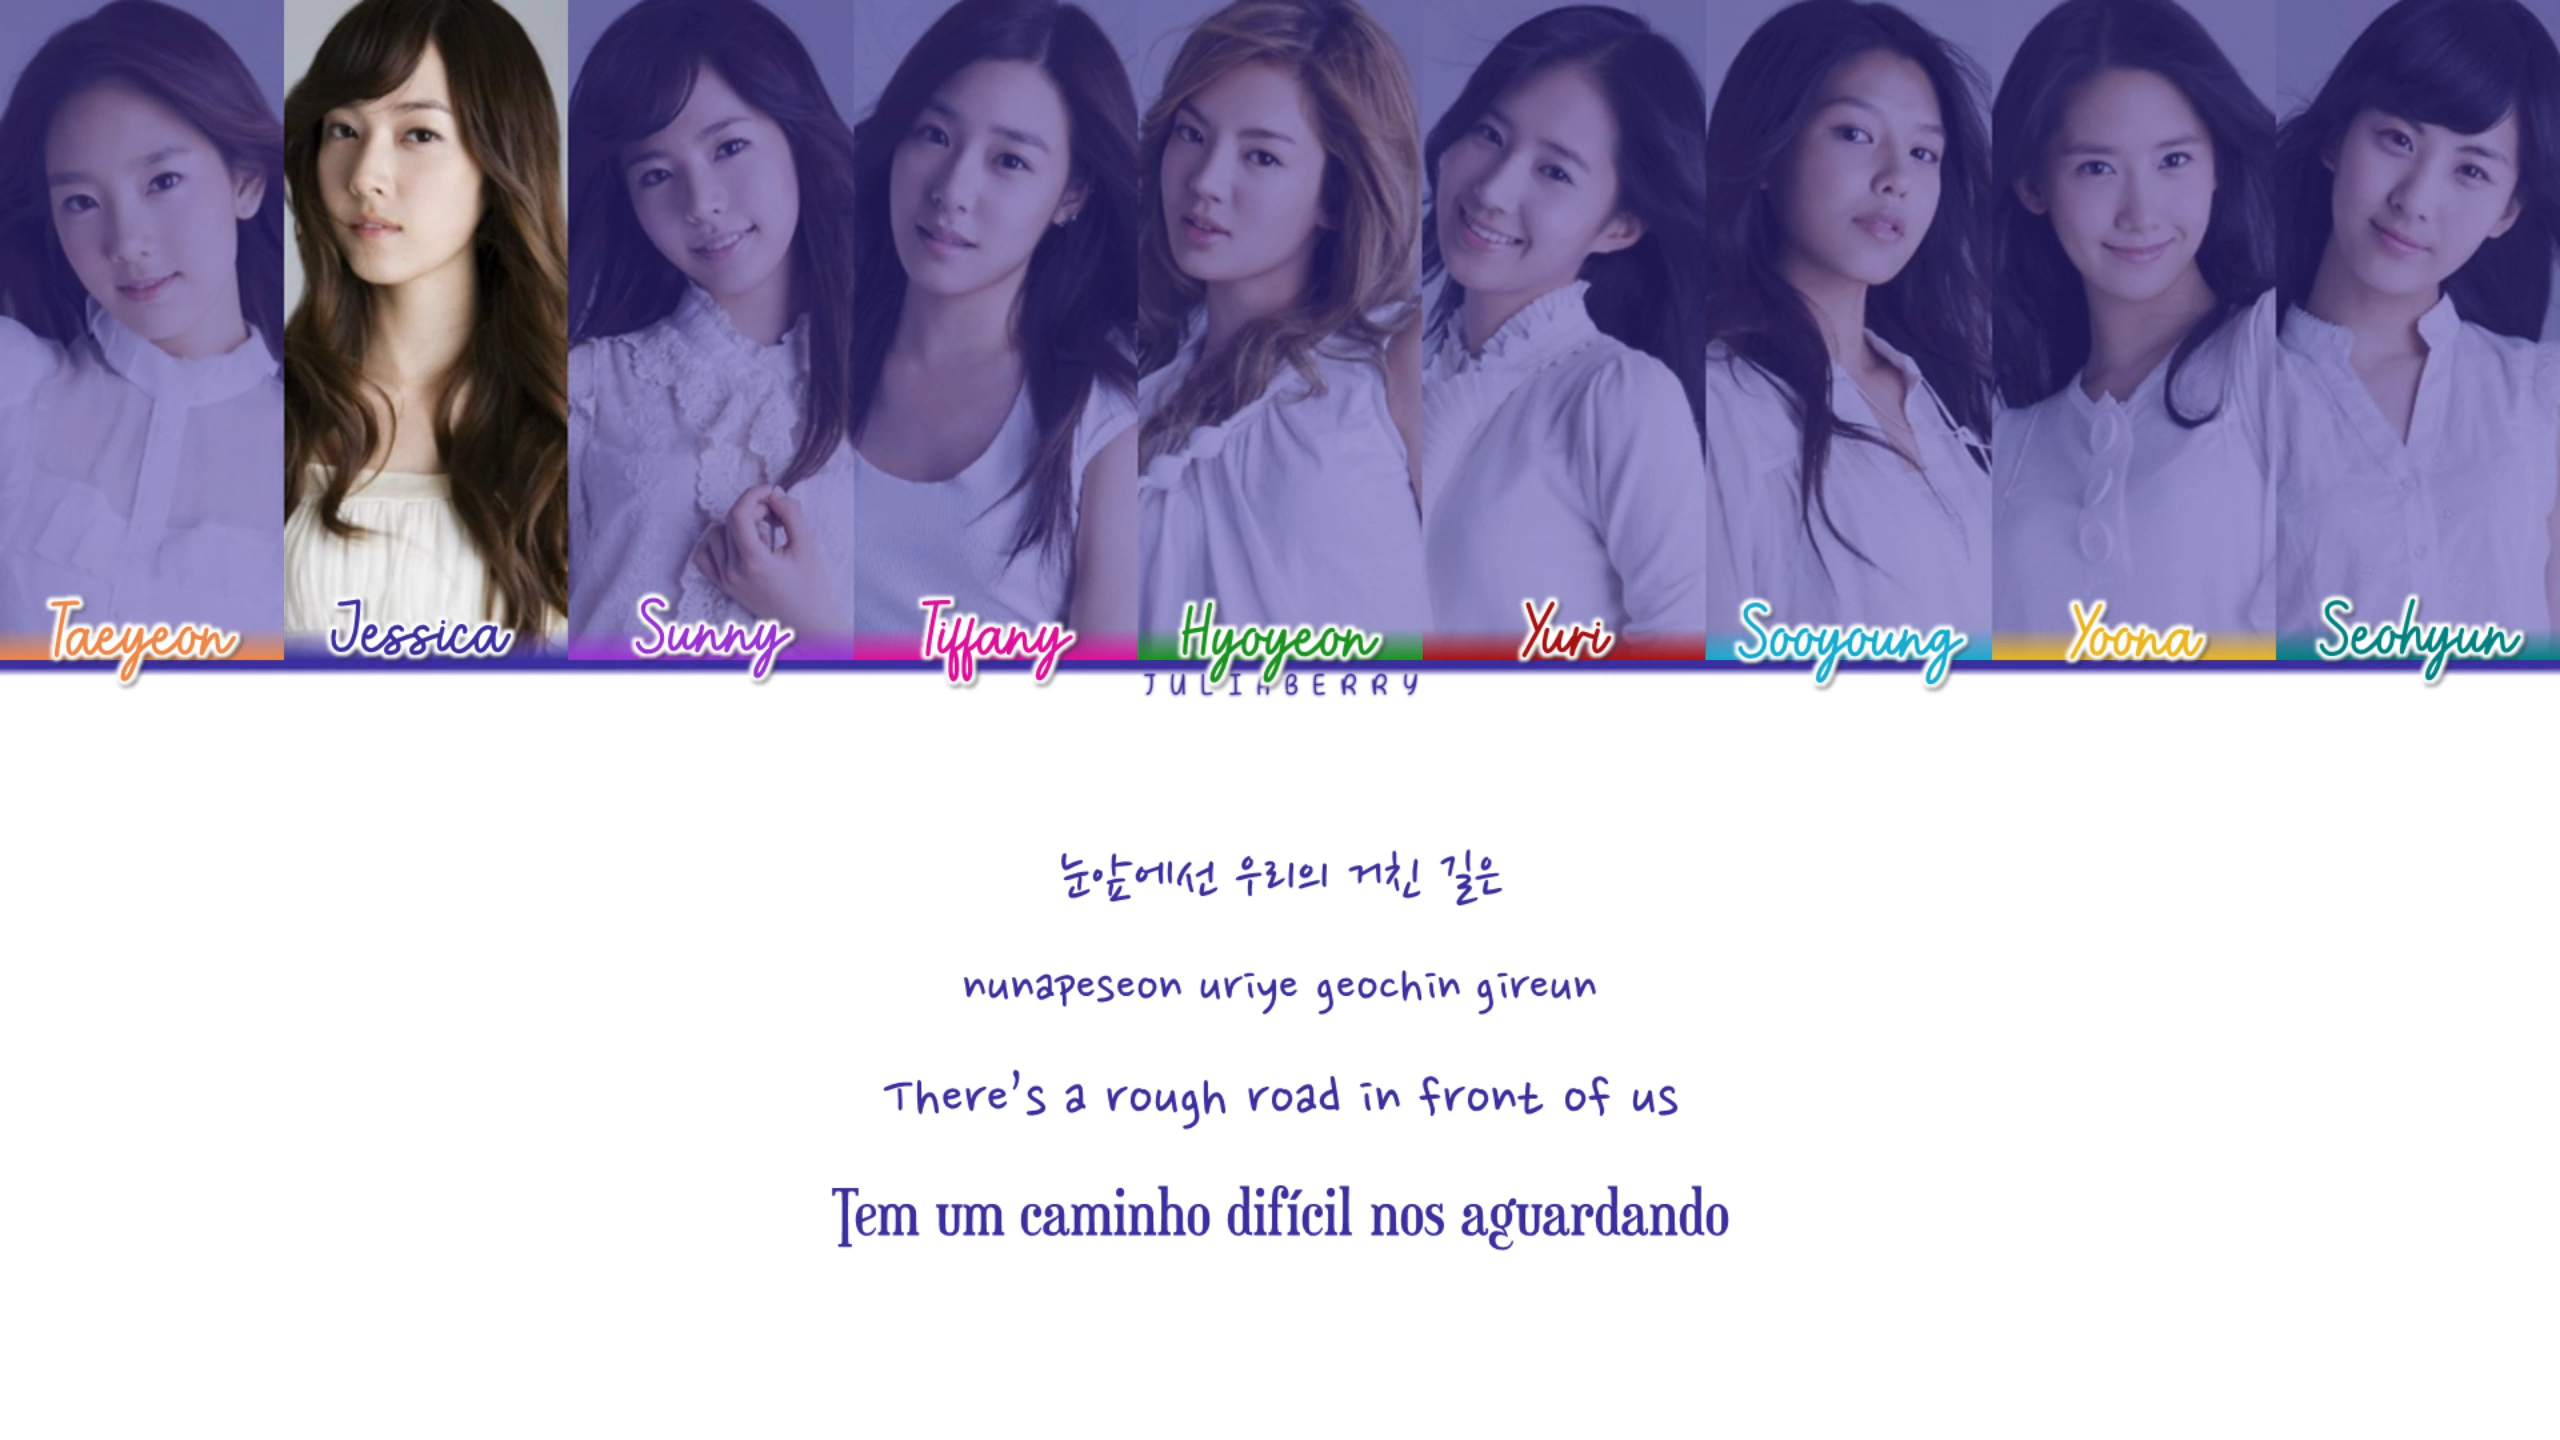 Taeyeon Jessica Sunny Tiffany Hyoyeon Yuri Sooyoung Yoona Seohyun
JULIABERRY
눈앞에선 우리의 거친 길은
nunapeseon uriye geochin gireun
There's a rough road in front of us
Tem um caminho difícil nos aguardando